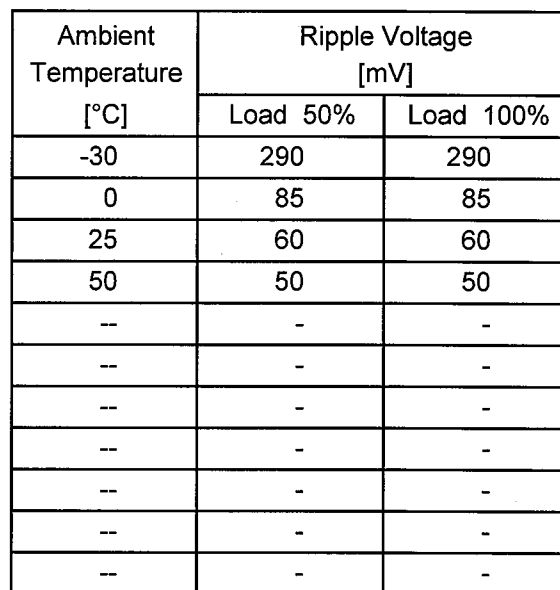 Ambient Temperature [°C] Ripple Voltage [mV]
Load 50% Load 100%
-30 290 290
0 85 85
25 60 60
50 50 50
-- - -
-- - -
-- - -
-- - -
-- - -
-- - -
-- - -